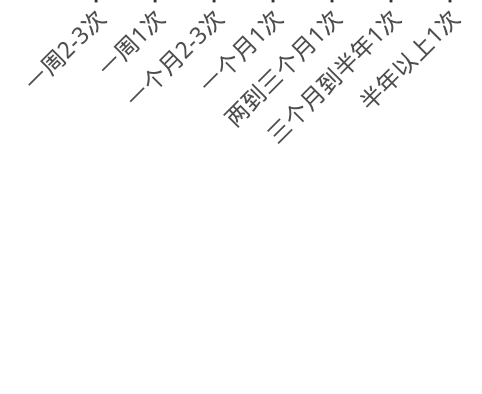 一周2-3次
一周1次
一个月2-3次
一个月1次
两到三个月1次
三个月到半年1次
半年以上1次